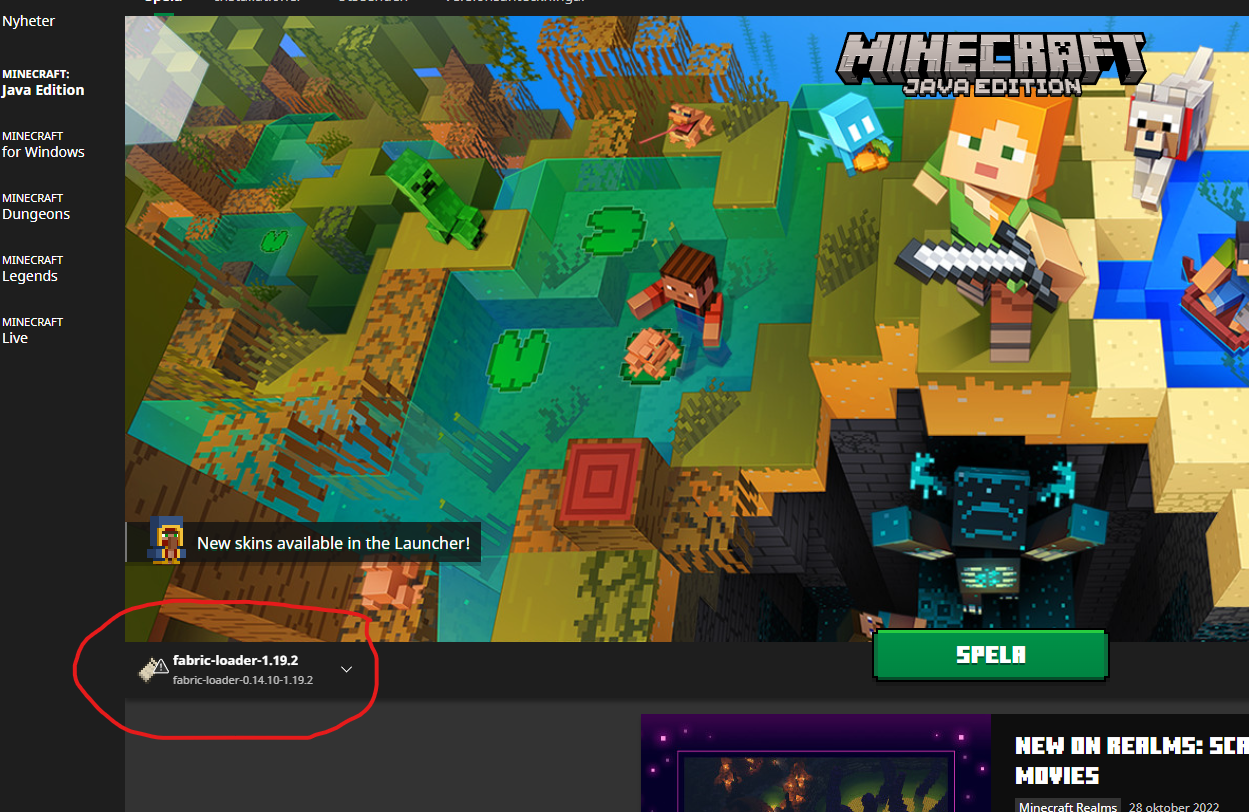 Spela Installationer Utseenden Versionsanteckningar
Nyheter
MINECRAFT:
Java Edition
MINECRAFT
for Windows
MINECRAFT
Dungeons
MINECRAFT
Legends
MINECRAFT
Live
MINECRAFT
JAVA EDITION
New skins available in the Launcher!
fabric-loader-1.19.2
fabric-loader-0.14.10-1.19.2
SPELA
NEW ON REALMS: SCA
MOVIES
Minecraft Realms 28 oktober 2022